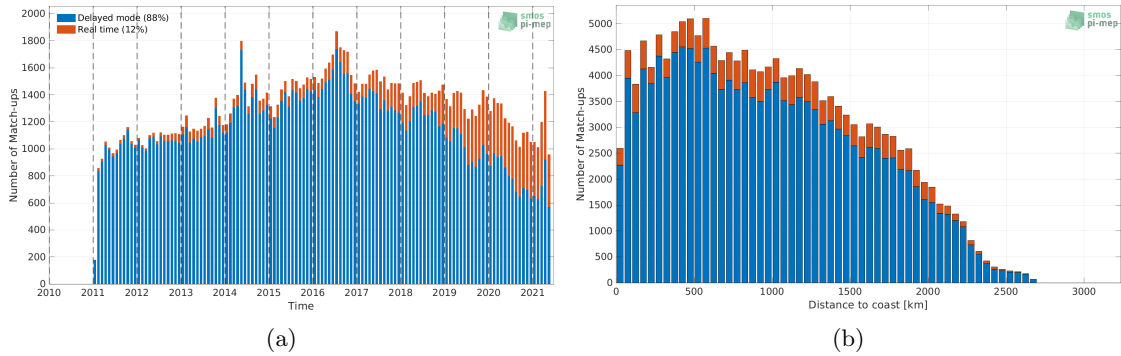 Delayed mode (88%)
Real time (12%)
smos
pi-mep
Number of Match-ups
2000
1800
1600
1400
1200
1000
800
600
400
200
0
2010 2011 2012 2013 2014 2015 2016 2017 2018 2019 2020 2021
Time
(a)
smos
pi-mep
Number of Match-ups
5000
4500
4000
3500
3000
2500
2000
1500
1000
500
0
0 500 1000 1500 2000 2500 3000
Distance to coast [km]
(b)